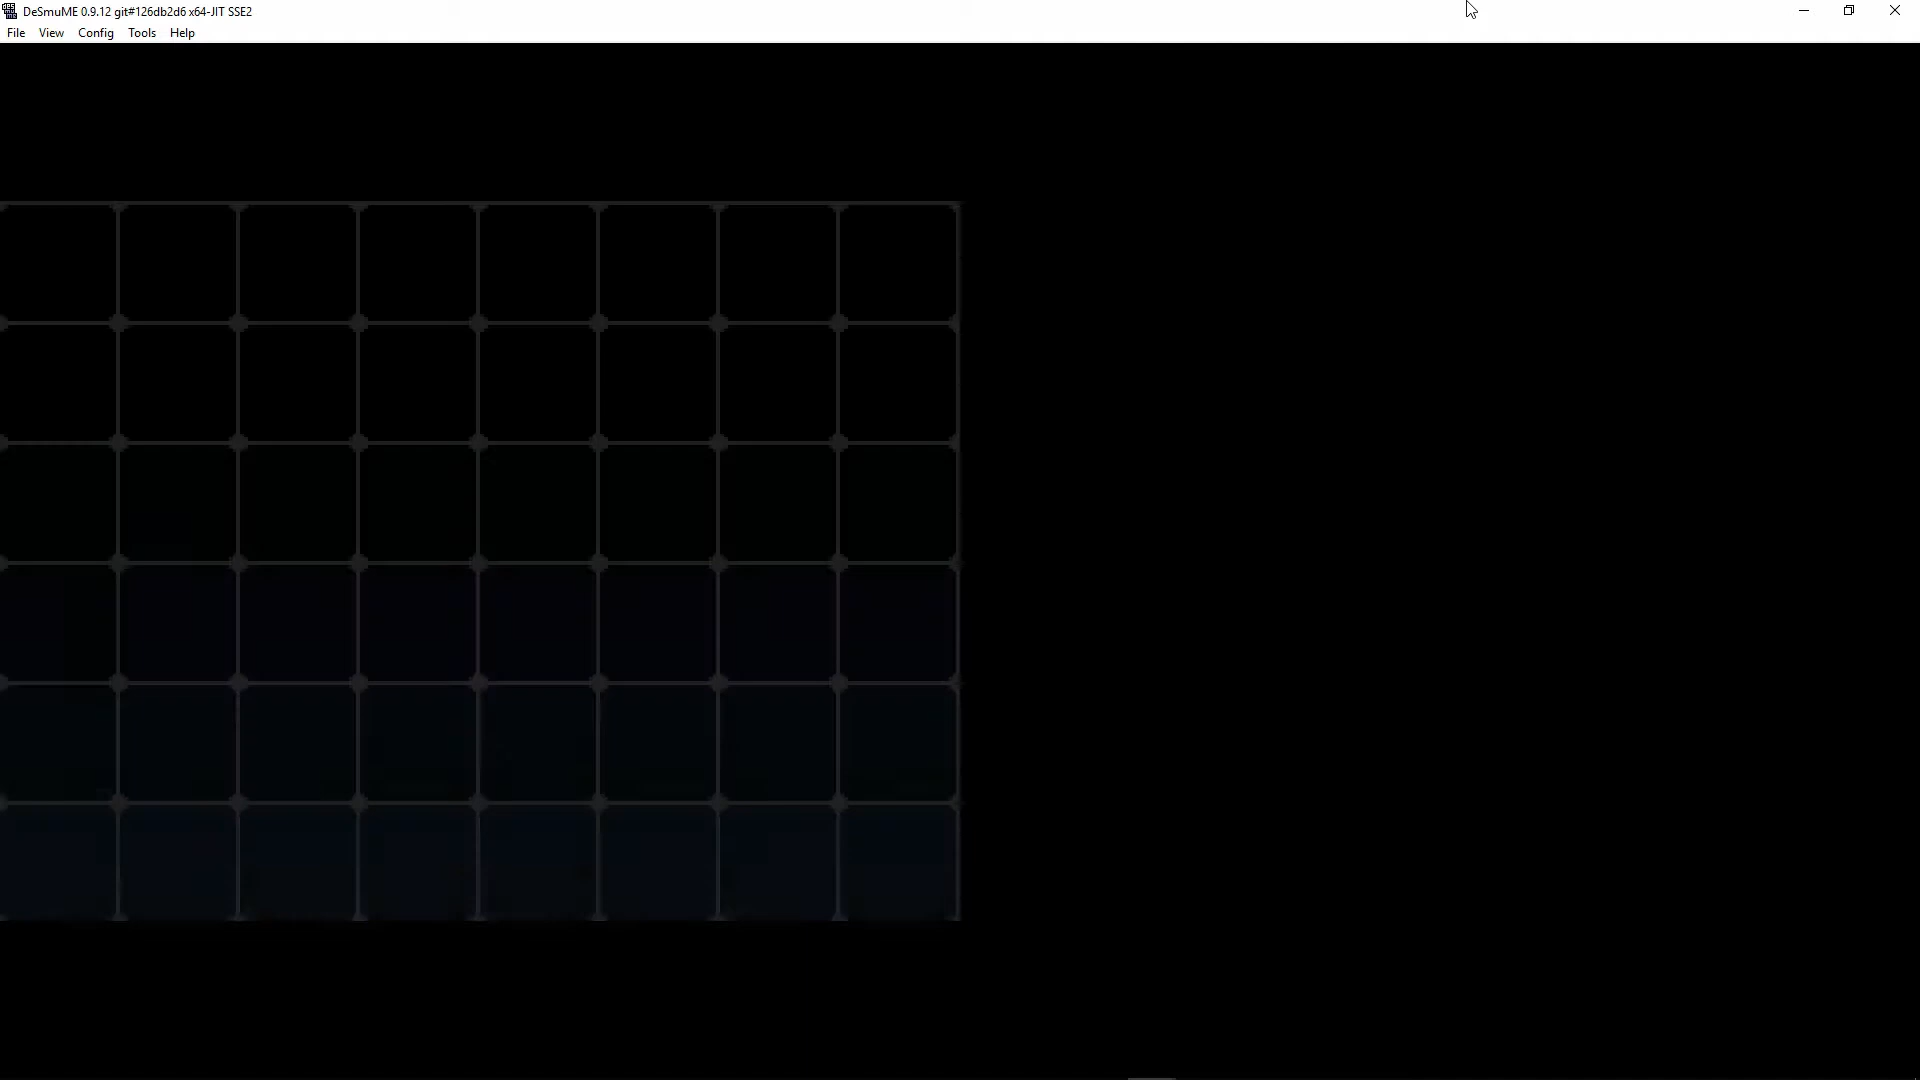 DeSmuME 0.9.12 git#126db2d6 x64-JIT SSE2
File View Config Tools Help